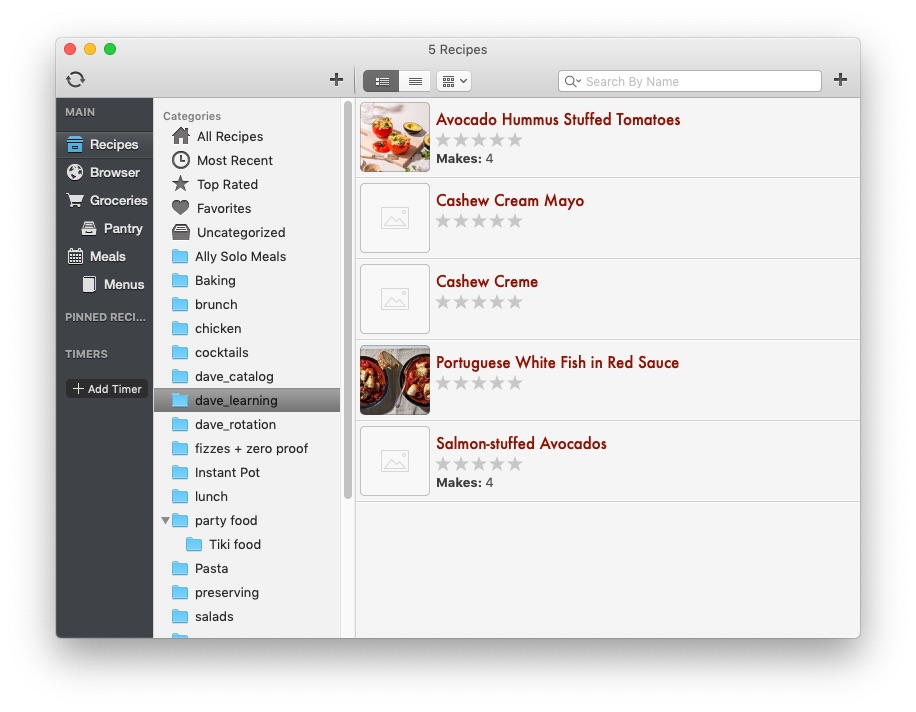 5 Recipes
Search By Name
MAIN
Recipes
Browser
Groceries
Pantry
Meals
Menus
PINNED RECI...
TIMERS
Add Timer
Categories
All Recipes
Most Recent
Top Rated
Favorites
Uncategorized
Ally Solo Meals
Baking
brunch
chicken
cocktails
dave_catalog
dave_learning
dave_rotation
fizzes + zero proof
Instant Pot
lunch
party food
Tiki food
Pasta
preserving
salads
Avocado Hummus Stuffed Tomatoes
Makes: 4
Cashew Cream Mayo
Cashew Creme
Portuguese White Fish in Red Sauce
Salmon-stuffed Avocados
Makes: 4